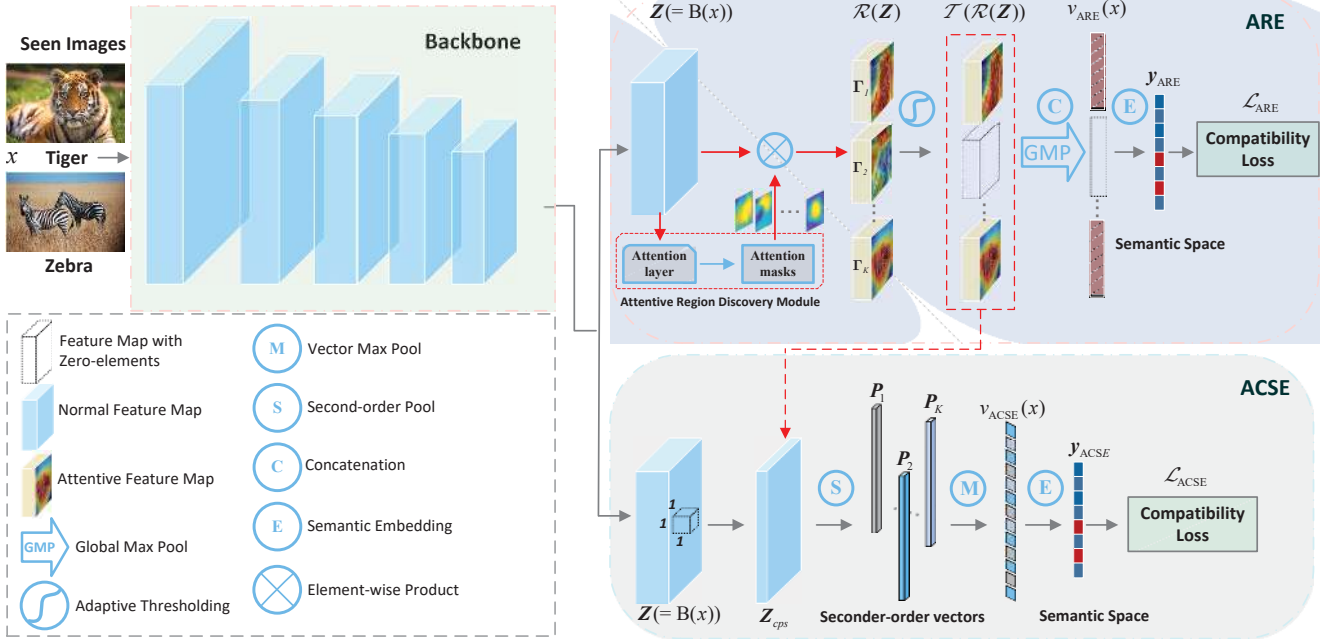 Seen Images
x
Tiger
Zebra
Backbone
Feature Map with
Zero-elements
Normal Feature Map
Attentive Feature Map
GMP
Global Max Pool
Adaptive Thresholding
M
Vector Max Pool
S
Second-order Pool
C
Concatenation
E
Semantic Embedding
Element-wise Product
Z(= B(x))
R(Z)
T(R(Z))
v_ARE(x)
ARE
Γ_1
Γ_2
Γ_K
C
GMP
E
y_ARE
L_ARE
Compatibility
Loss
...
Attention
layer
Attention
masks
Attentive Region Discovery Module
Semantic Space
ACSE
1
1
1
Z(= B(x))
Z_cps
S
P_1
P_2
P_K
Seconder-order vectors
M
v_ACSE(x)
E
y_ACSE
Semantic Space
L_ACSE
Compatibility
Loss